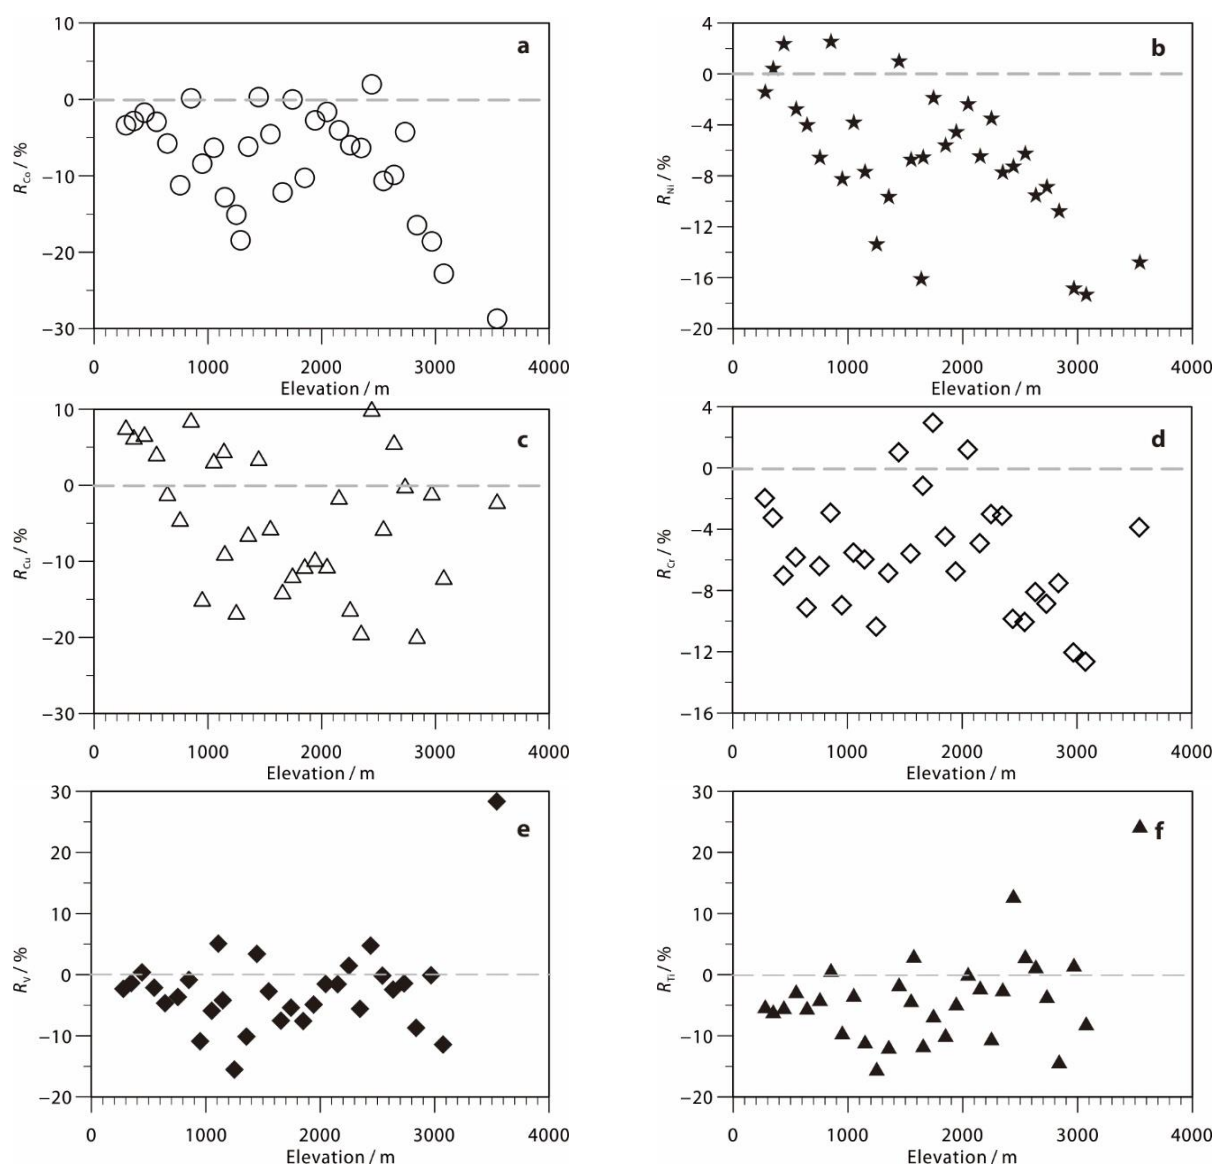 a
10
0
−10
−20
−30
R_Co / %
0 1000 2000 3000 4000
Elevation / m
b
4
0
−4
−8
−12
−16
−20
R_Ni / %
0 1000 2000 3000 4000
Elevation / m
c
10
0
−10
−20
−30
R_Cu / %
0 1000 2000 3000 4000
Elevation / m
d
4
0
−4
−8
−12
−16
R_Cr / %
0 1000 2000 3000 4000
Elevation / m
e
30
20
10
0
−10
−20
R_V / %
0 1000 2000 3000 4000
Elevation / m
f
30
20
10
0
−10
−20
R_Ti / %
0 1000 2000 3000 4000
Elevation / m